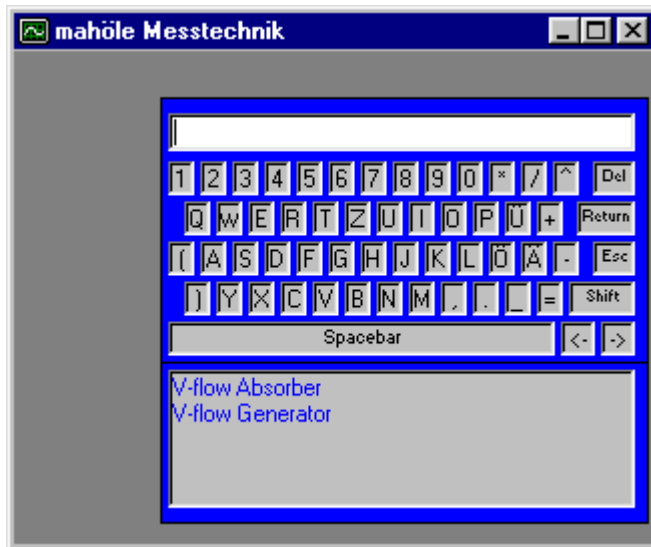 mahöle Messtechnik
1 2 3 4 5 6 7 8 9 0 * / ^ Del
Q W E R T Z U I O P Ü + Return
( A S D F G H J K L Ö Ä - Esc
) Y X C V B N M , . _ = Shift
Spacebar <- ->
V-flow Absorber
V-flow Generator